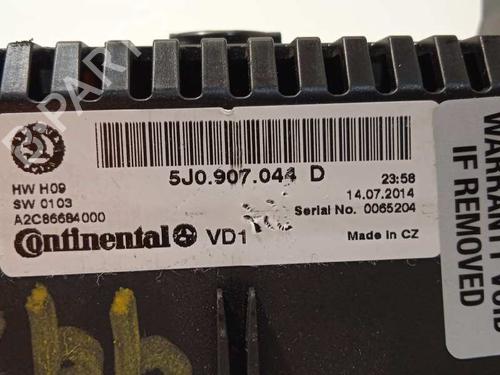 5J0.907.044 D
23:58
HW H09
14.07.2014
SW 0103
Serial No. 0065204
A2C86684000
Continental VD1
Made in CZ
WARRANTY VOID
IF REMOVED